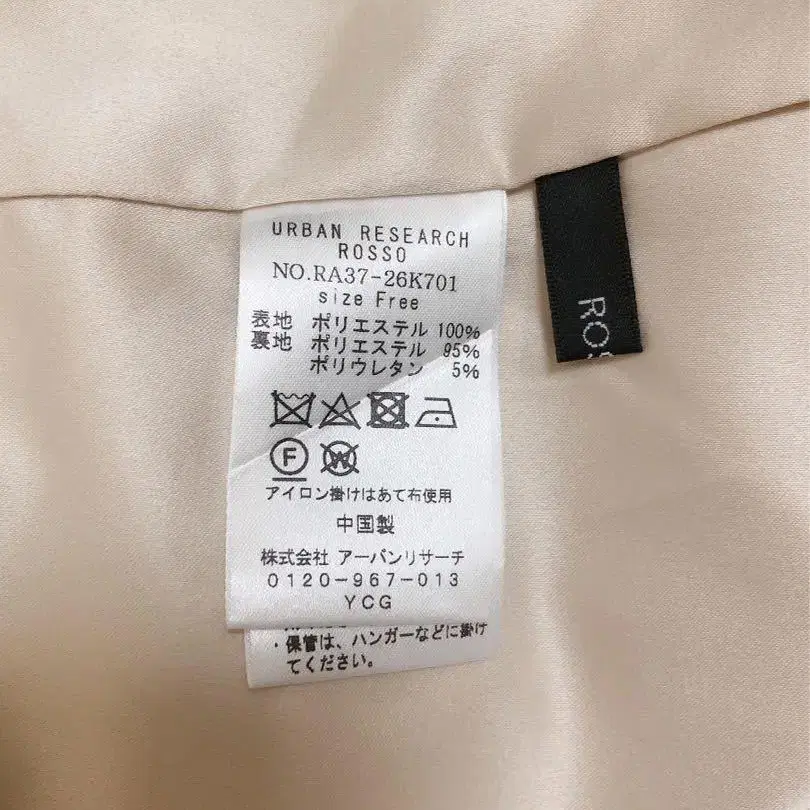 URBAN RESEARCH
ROSSO
NO.RA37-26K701
size Free
表地 ポリエステル 100%
裏地 ポリエステル 95%
ポリウレタン 5%
F W
アイロン掛けはあて布使用
中国製
株式会社 アーバンリサーチ
0120-967-013
YCG
・保管は、ハンガーなどに掛け
てください。
ROS